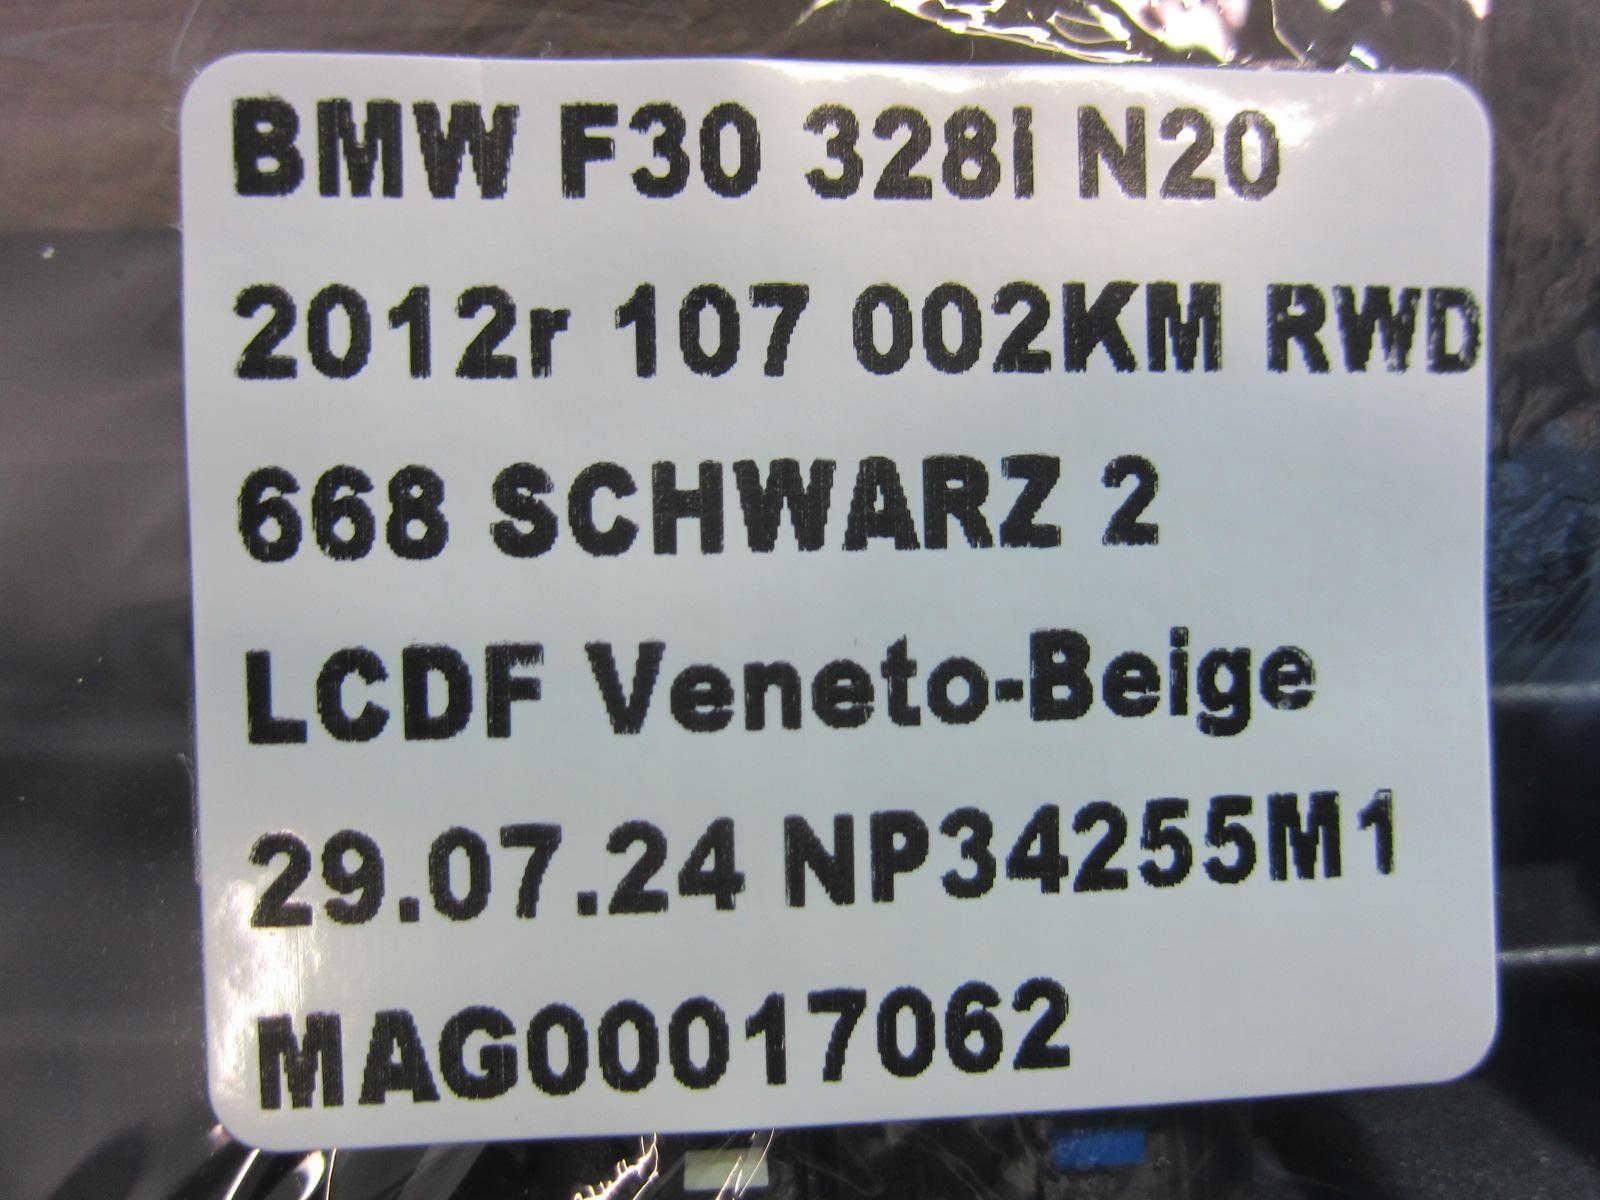 BMW F30 328i N20
2012r 107 002KM RWD
668 SCHWARZ 2
LCDF Veneto-Beige
29.07.24 NP34255M1
MAG00017062